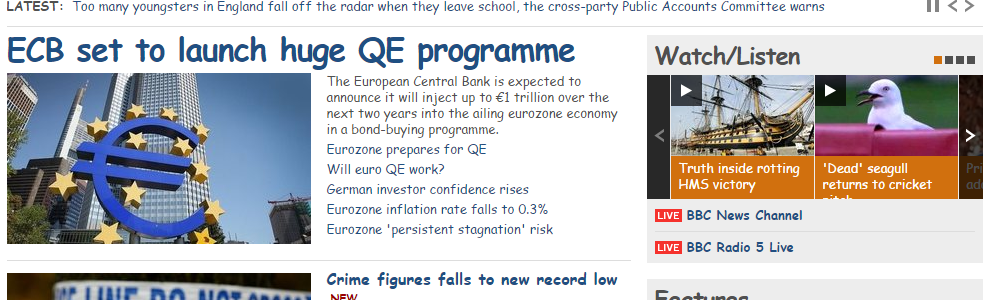 LATEST: Too many youngsters in England fall off the radar when they leave school, the cross-party Public Accounts Committee warns
ECB set to launch huge QE programme
The European Central Bank is expected to
announce it will inject up to €1 trillion over the
next two years into the ailing eurozone economy
in a bond-buying programme.
Eurozone prepares for QE
Will euro QE work?
German investor confidence rises
Eurozone inflation rate falls to 0.3%
Eurozone 'persistent stagnation' risk
Crime figures falls to new record low
NEW
LINE DO NOT CROSS
Watch/Listen
Truth inside rotting
HMS victory
'Dead' seagull
returns to cricket
pitch
LIVE BBC News Channel
LIVE BBC Radio 5 Live
Features